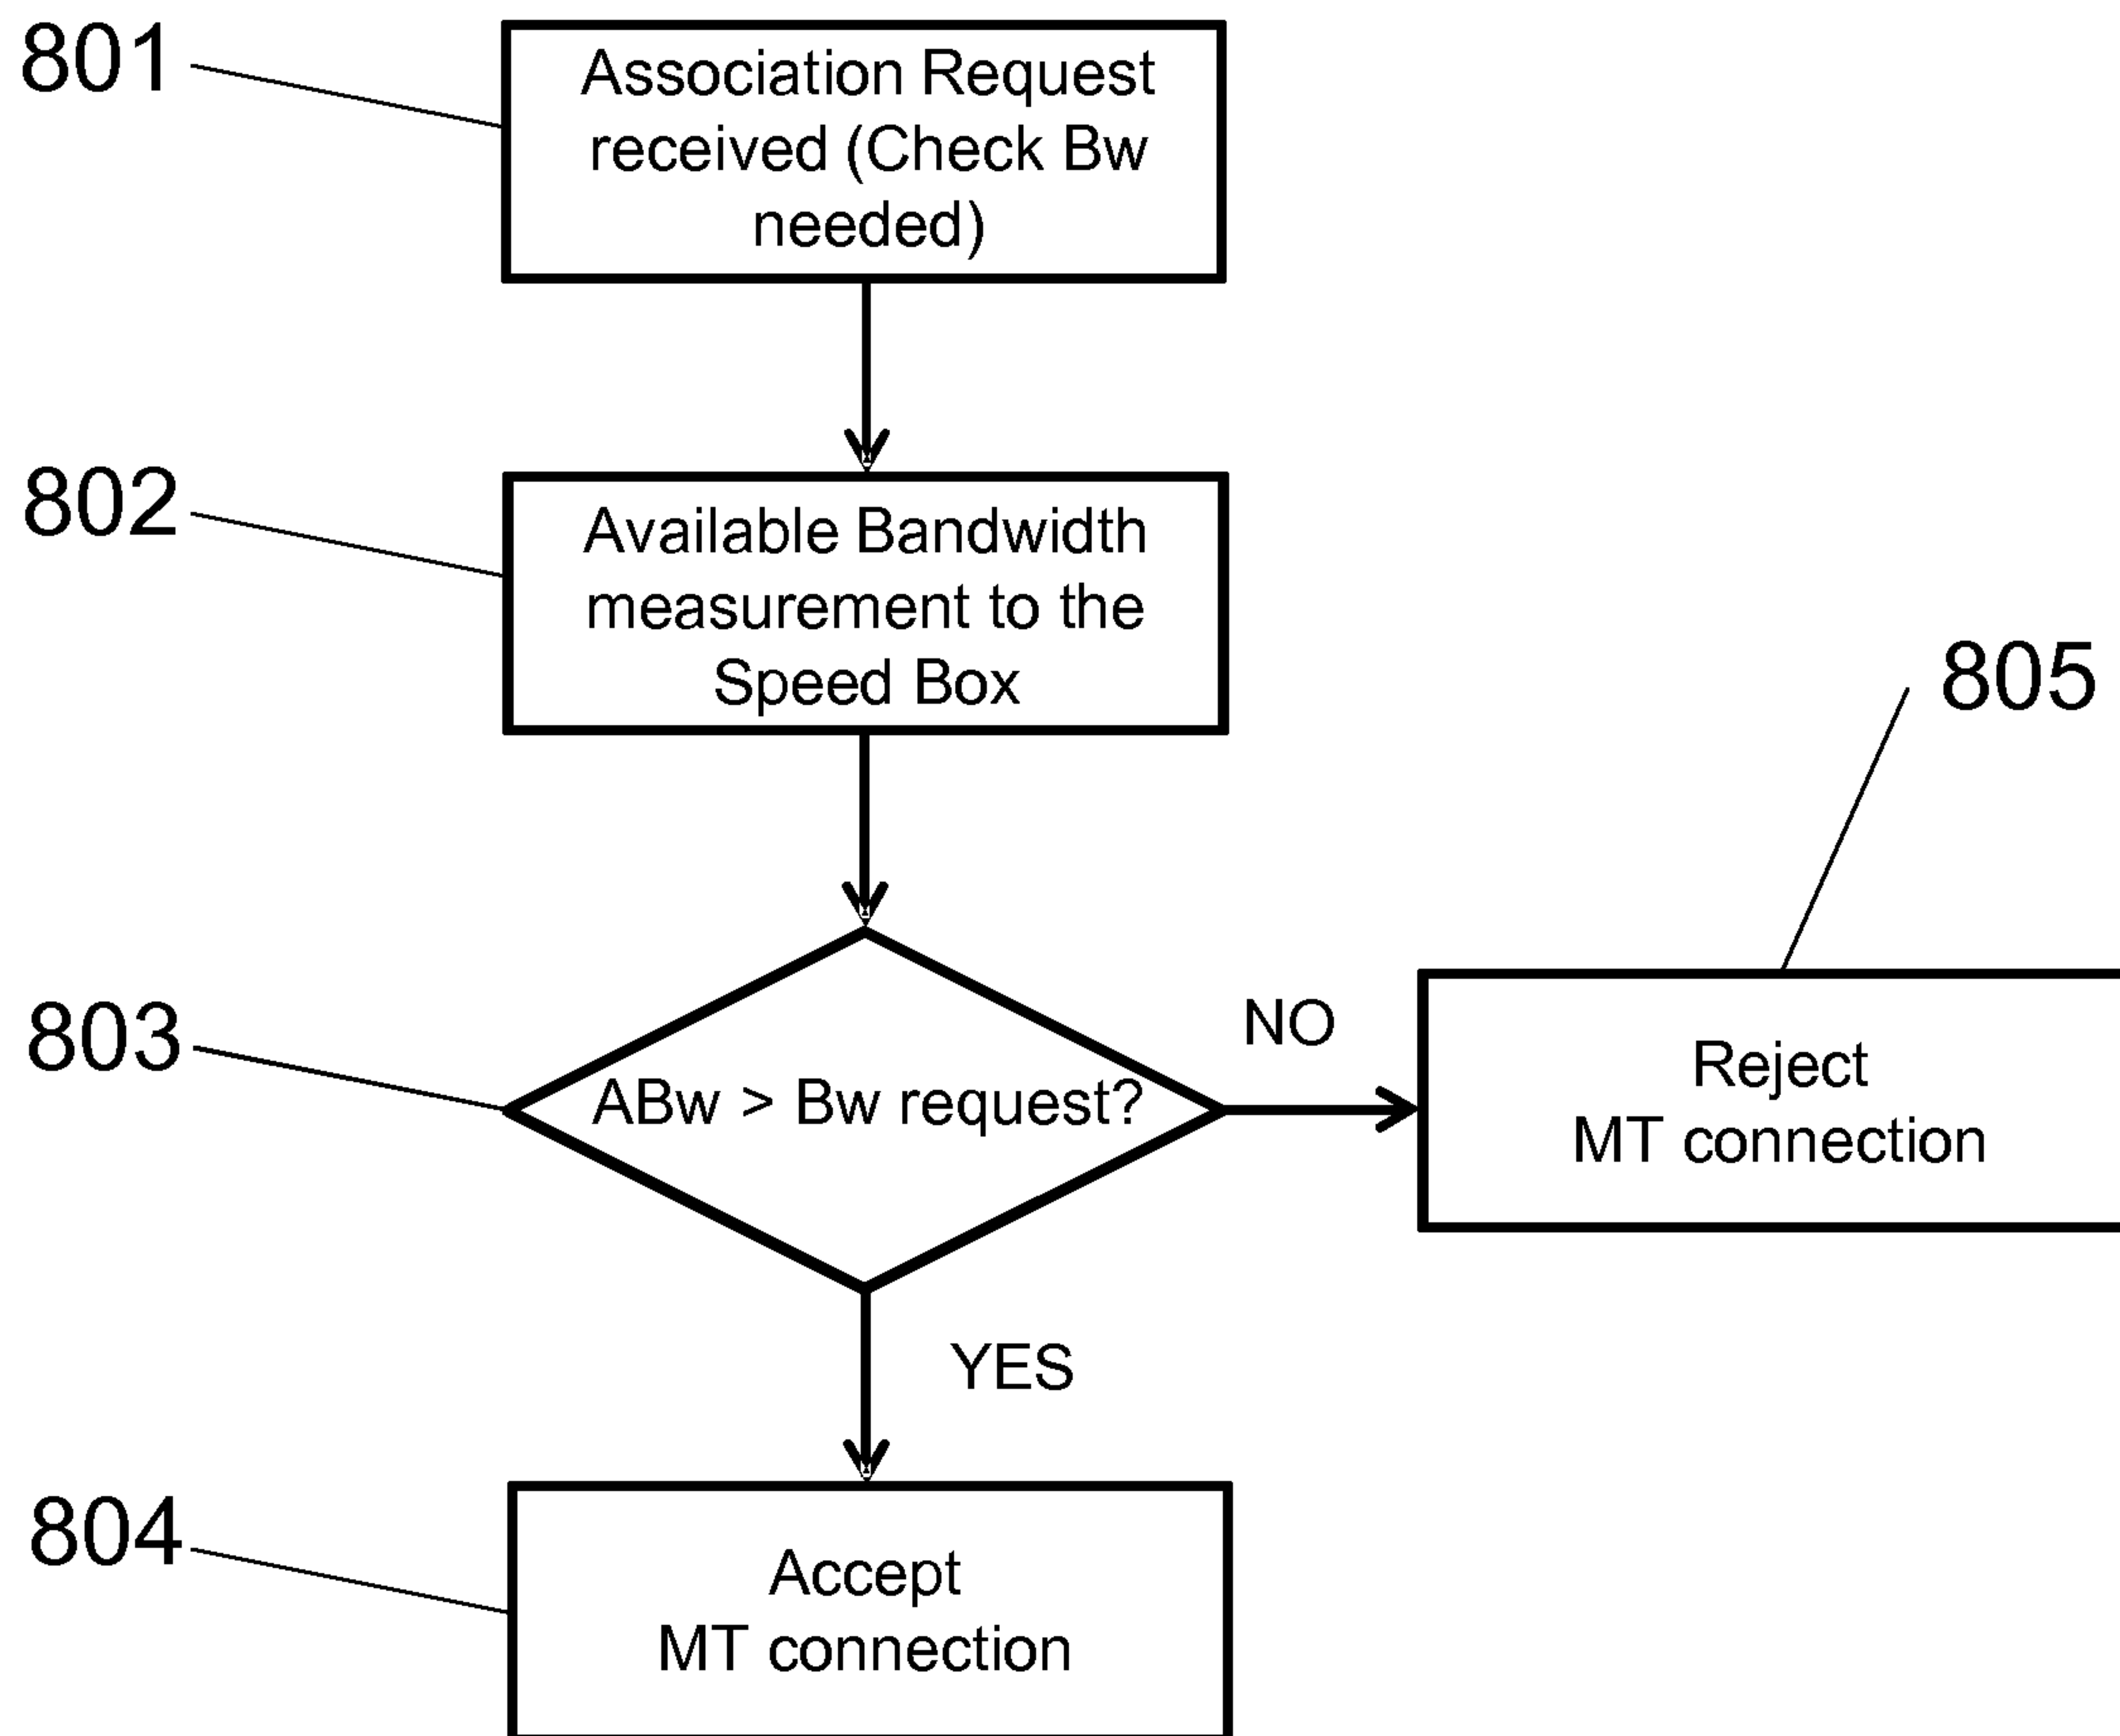 801
Association Request
received (Check Bw
needed)
802
Available Bandwidth
measurement to the
Speed Box
805
803
ABw > Bw request?
NO
Reject
MT connection
YES
804
Accept
MT connection